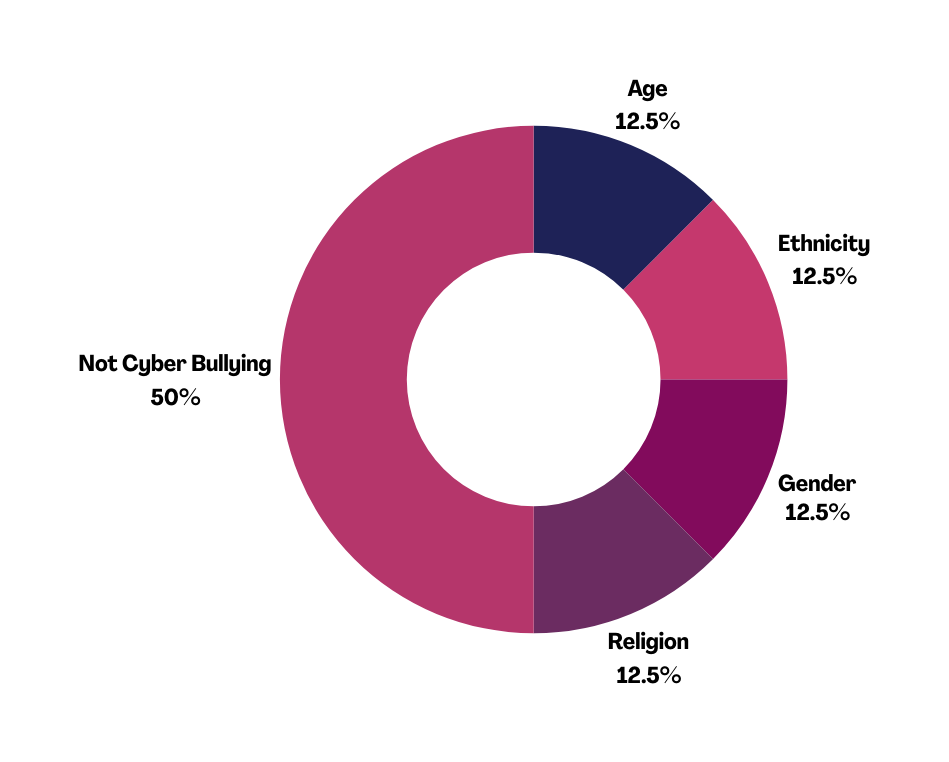 Age
12.5%
Ethnicity
12.5%
Not Cyber Bullying
50%
Gender
12.5%
Religion
12.5%